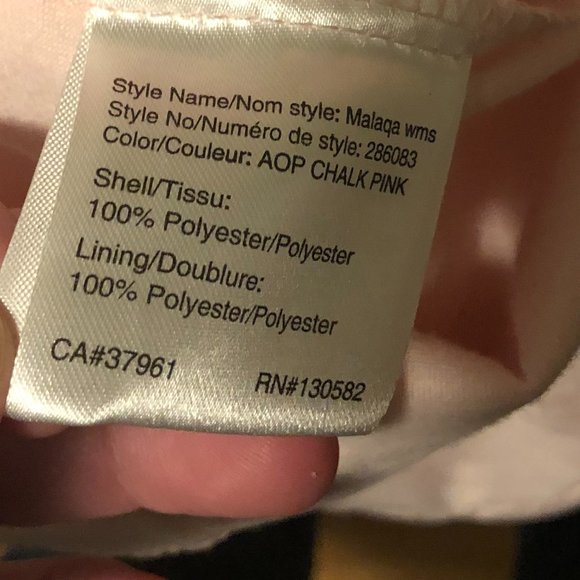 Style Name/Nom style: Malaqa wms
Style No/Numéro de style: 286083
Color/Couleur: AOP CHALK PINK
Shell/Tissu:
100% Polyester/Polyester
Lining/Doublure:
100% Polyester/Polyester
CA#37961 RN#130582